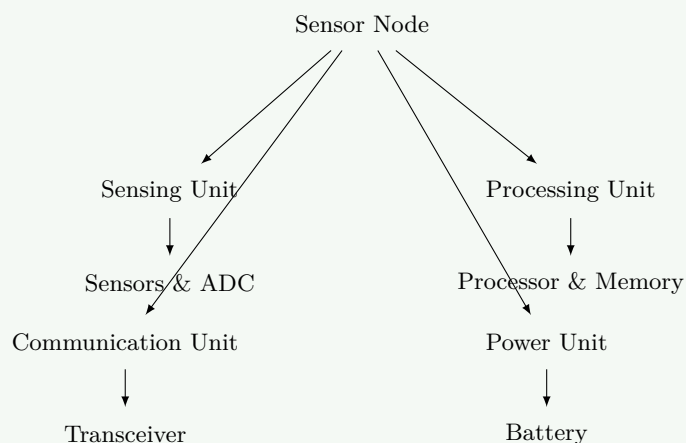 Sensor Node
Sensing Unit
Processing Unit
Sensors & ADC
Processor & Memory
Communication Unit
Power Unit
Transceiver
Battery